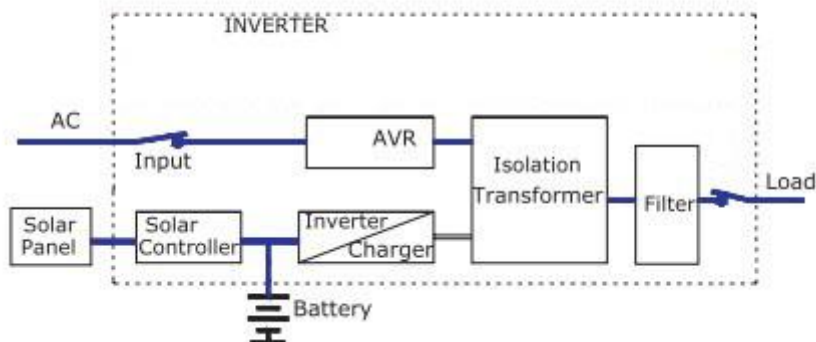 INVERTER
AC
Input
AVR
Isolation
Transformer
Filter
Load
Solar
Panel
Solar
Controller
Inverter
Charger
Battery